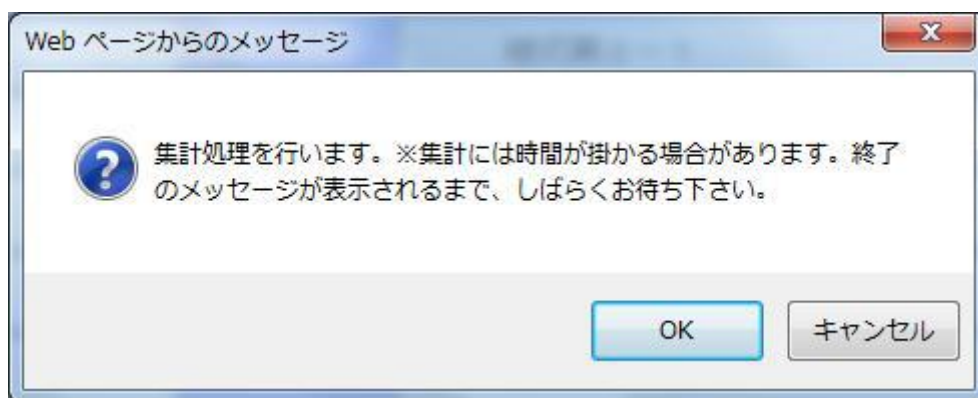 Web ページからのメッセージ
集計処理を行います。※集計には時間が掛かる場合があります。終了
のメッセージが表示されるまで、しばらくお待ち下さい。
OK
キャンセル